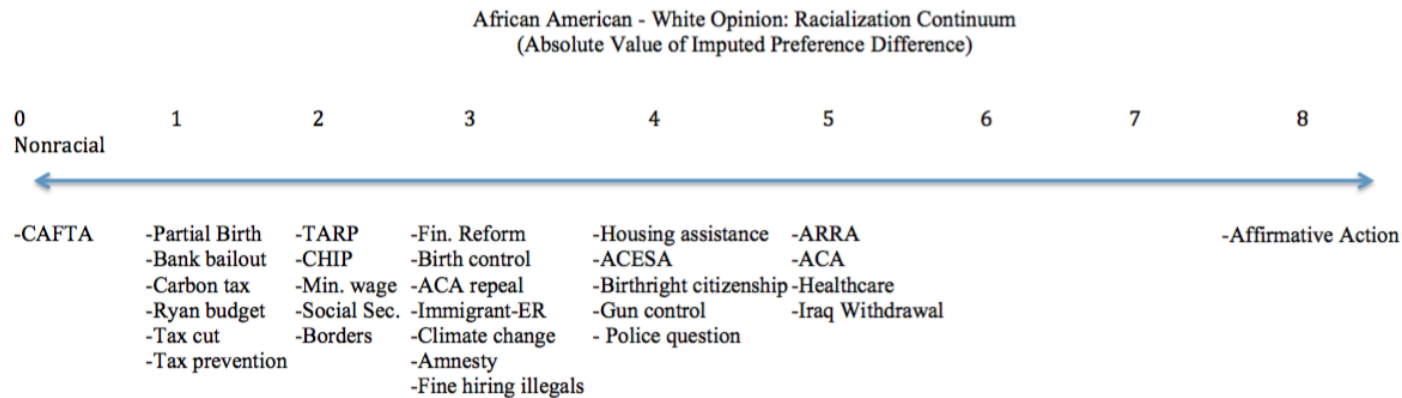 African American - White Opinion: Racialization Continuum
(Absolute Value of Imputed Preference Difference)
0 1 2 3 4 5 6 7 8
Nonracial
-CAFTA
-Partial Birth
-Bank bailout
-Carbon tax
-Ryan budget
-Tax cut
-Tax prevention
-TARP
-CHIP
-Min. wage
-Social Sec.
-Borders
-Fin. Reform
-Birth control
-ACA repeal
-Immigrant-ER
-Climate change
-Amnesty
-Fine hiring illegals
-Housing assistance
-ACESA
-Birthright citizenship
-Gun control
- Police question
-ARRA
-ACA
-Healthcare
-Iraq Withdrawal
-Affirmative Action